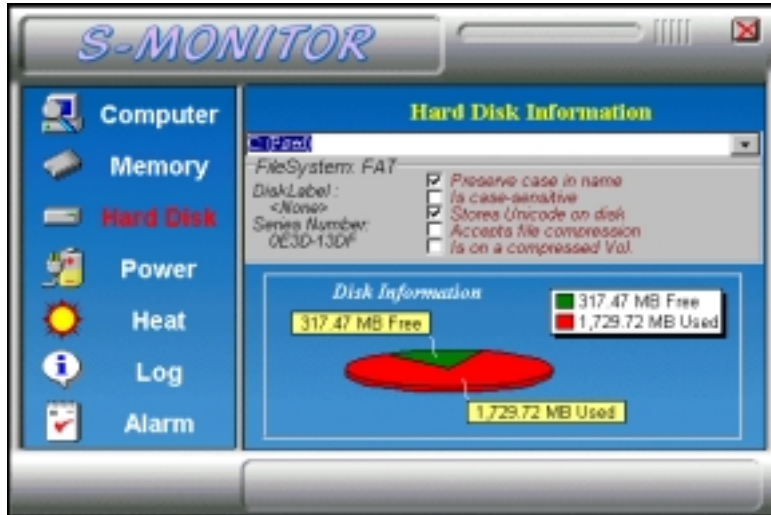 S-MONITOR
Computer
Memory
Hard Disk
Power
Heat
Log
Alarm
Hard Disk Information
C: (Fixed)
FileSystem: FAT
DiskLabel :
<None>
Series Number:
0E3D-13DF
Preserve case in name
Is case-sensitive
Stores Unicode on disk
Accepts file compression
Is on a compressed Vol.
Disk Information
317.47 MB Free
1,729.72 MB Used
317.47 MB Free
1,729.72 MB Used